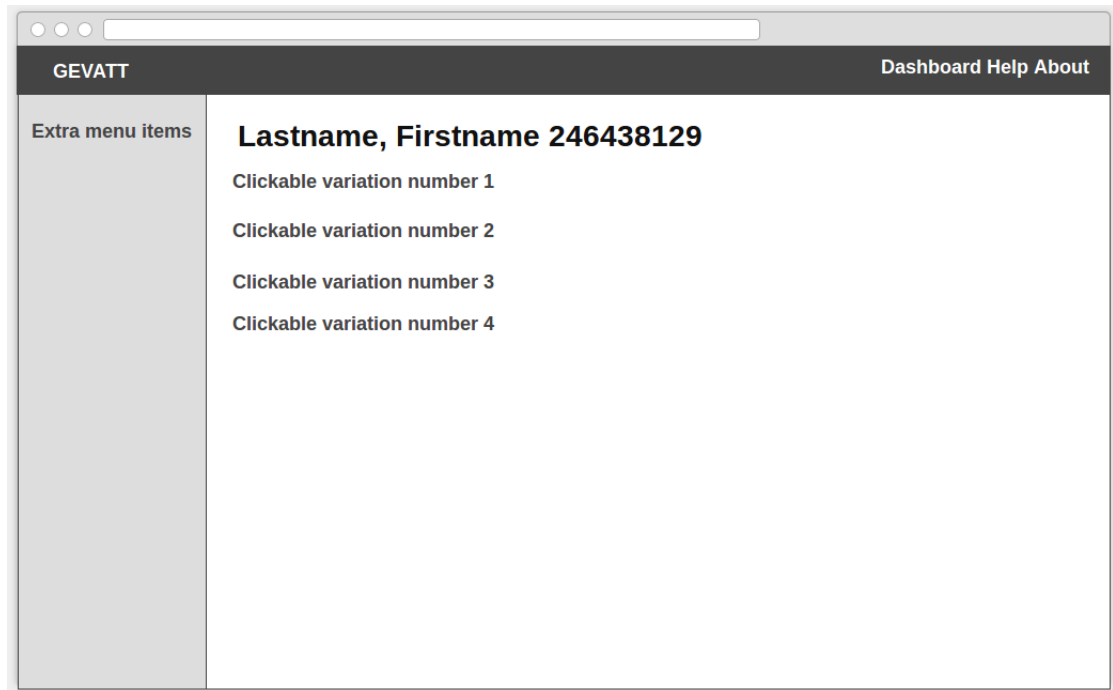 GEVATT
Dashboard Help About
Extra menu items
Lastname, Firstname 246438129
Clickable variation number 1
Clickable variation number 2
Clickable variation number 3
Clickable variation number 4